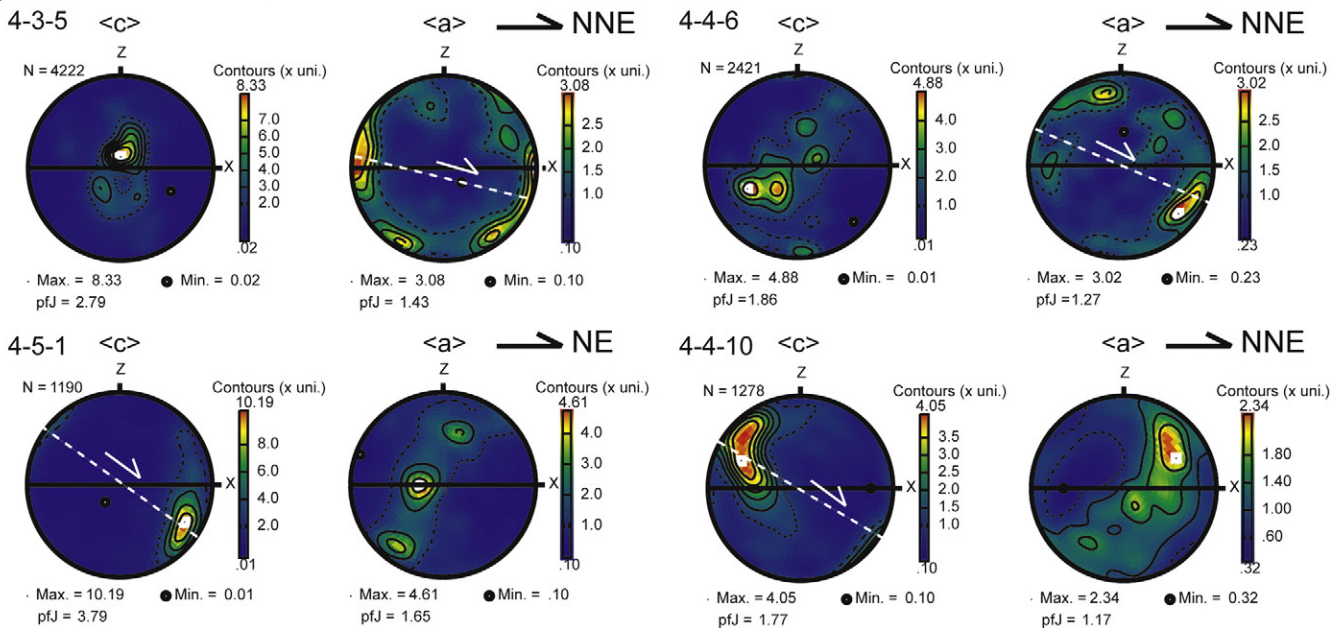 4-3-5 <c> <a> NNE
Z Z
N = 4222 Contours (x uni.) Contours (x uni.)
8.33 3.08
7.0 2.5
6.0 2.0
5.0 1.5
4.0 1.0
3.0
2.0
X
.02 .10
. Max. = 8.33 Min. = 0.02 . Max. = 3.08 Min. = 0.10
pfJ = 2.79 pfJ = 1.43
4-4-6 <c> <a> NNE
Z Z
N = 2421 Contours (x uni.) Contours (x uni.)
4.88 3.02
4.0 2.5
3.0 2.0
2.0 1.5
1.0 1.0
X
.01 .23
. Max. = 4.88 Min. = 0.01 . Max. = 3.02 Min. = 0.23
pfJ =1.86 pfJ =1.27
4-5-1 <c> <a> NE
Z Z
N = 1190 Contours (x uni.) Contours (x uni.)
10.19 4.61
8.0 4.0
6.0 3.0
4.0 2.0
2.0 1.0
X
.01 .10
. Max. = 10.19 Min. = 0.01 . Max. = 4.61 Min. = .10
pfJ = 3.79 pfJ = 1.65
4-4-10 <c> <a> NNE
Z Z
N = 1278 Contours (x uni.) Contours (x uni.)
4.05 2.34
3.5 1.80
3.0 1.40
2.5 1.00
2.0 .60
1.5
1.0
X X
.10 .32
. Max. = 4.05 Min. = 0.10 . Max. = 2.34 Min. = 0.32
pfJ = 1.77 pfJ = 1.17